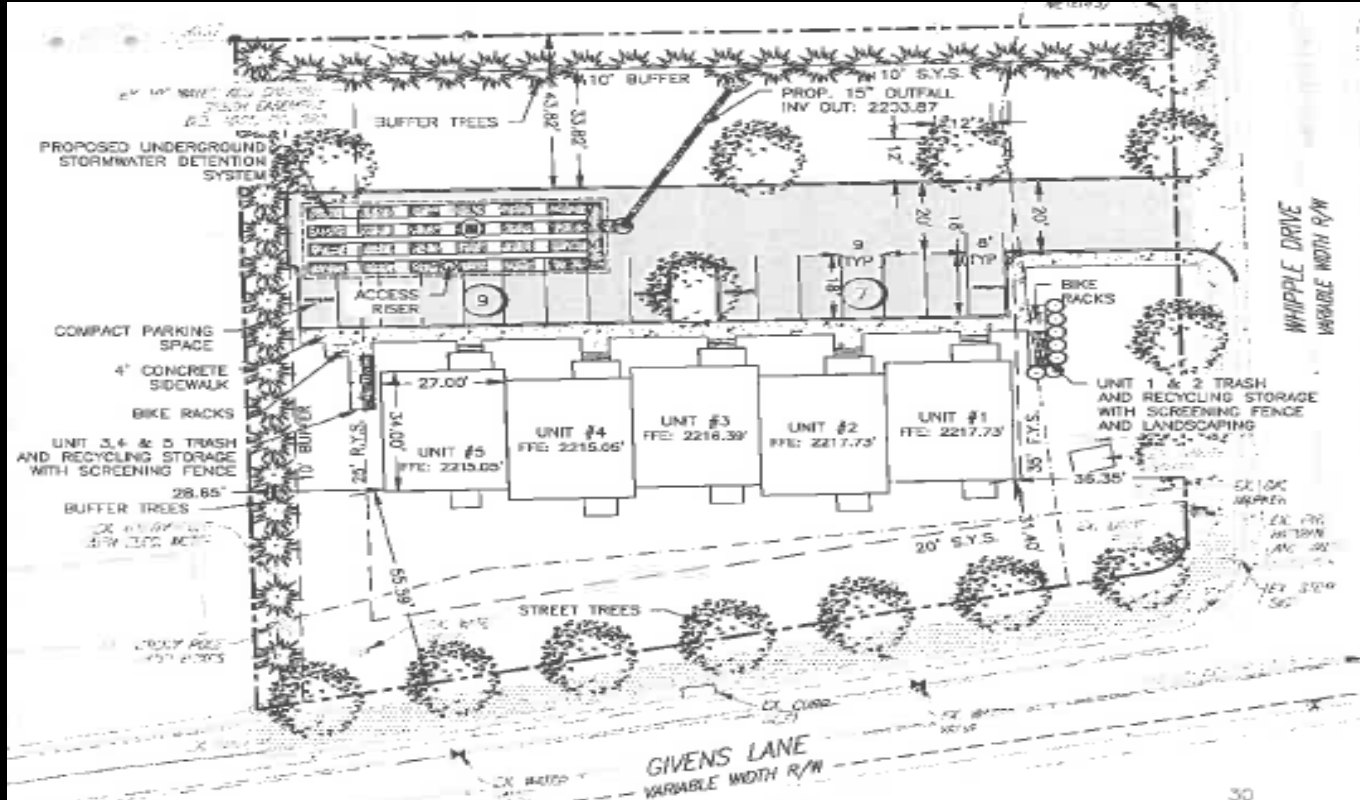 10' BUFFER
10' S.Y.S.
PROP. 15" OUTFALL
INV OUT: 2203.87
BUFFER TREES
43.82'
33.82'
12'
12'
PROPOSED UNDERGROUND
STORMWATER DETENTION
SYSTEM
20'
18'
20'
WHIPPLE DRIVE
VARIABLE WIDTH R/W
9
TYP
8'
TYP
18'
ACCESS
RISER
9
7
BIKE
RACKS
COMPACT PARKING
SPACE
4' CONCRETE
SIDEWALK
BIKE RACKS
UNIT 3,4 & 5 TRASH
AND RECYCLING STORAGE
WITH SCREENING FENCE
28.65'
BUFFER TREES
10' BUFFER
25' R.Y.S.
27.00'
34.00'
UNIT #5
FFE: 2215.05'
UNIT #4
FFE: 2215.05'
UNIT #3
FFE: 2216.39'
UNIT #2
FFE: 2217.73'
UNIT #1
FFE: 2217.73'
35' F.Y.S.
UNIT 1 & 2 TRASH
AND RECYCLING STORAGE
WITH SCREENING FENCE
AND LANDSCAPING
36.35'
20' S.Y.S.
31.40'
55.59'
STREET TREES
GIVENS LANE
VARIABLE WIDTH R/W
30